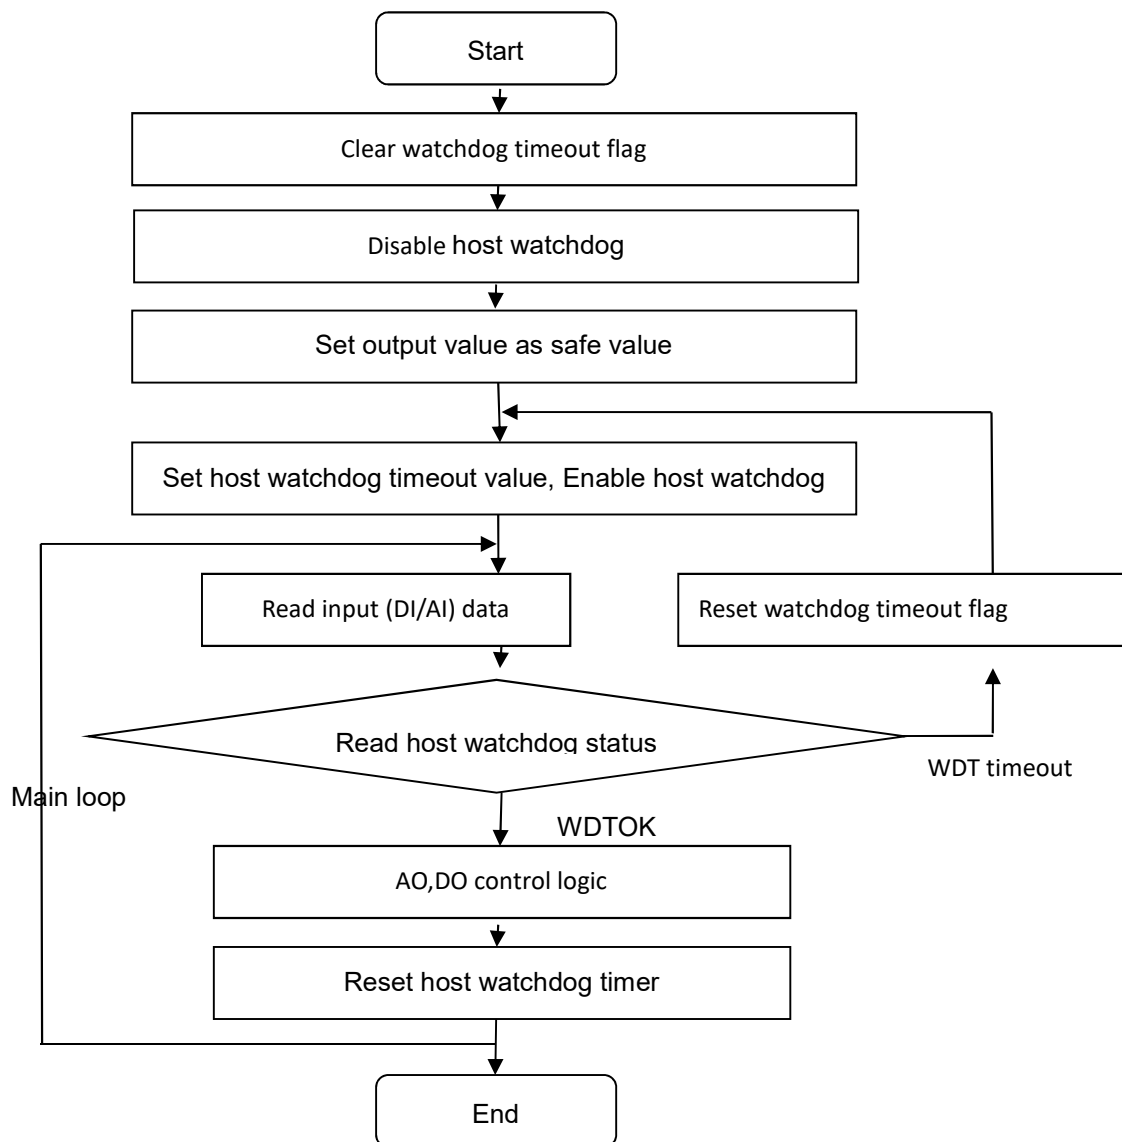 Start
Clear watchdog timeout flag
Disable host watchdog
Set output value as safe value
Set host watchdog timeout value, Enable host watchdog
Read input (DI/AI) data
Reset watchdog timeout flag
Read host watchdog status
WDT timeout
Main loop
WDTOK
AO,DO control logic
Reset host watchdog timer
End